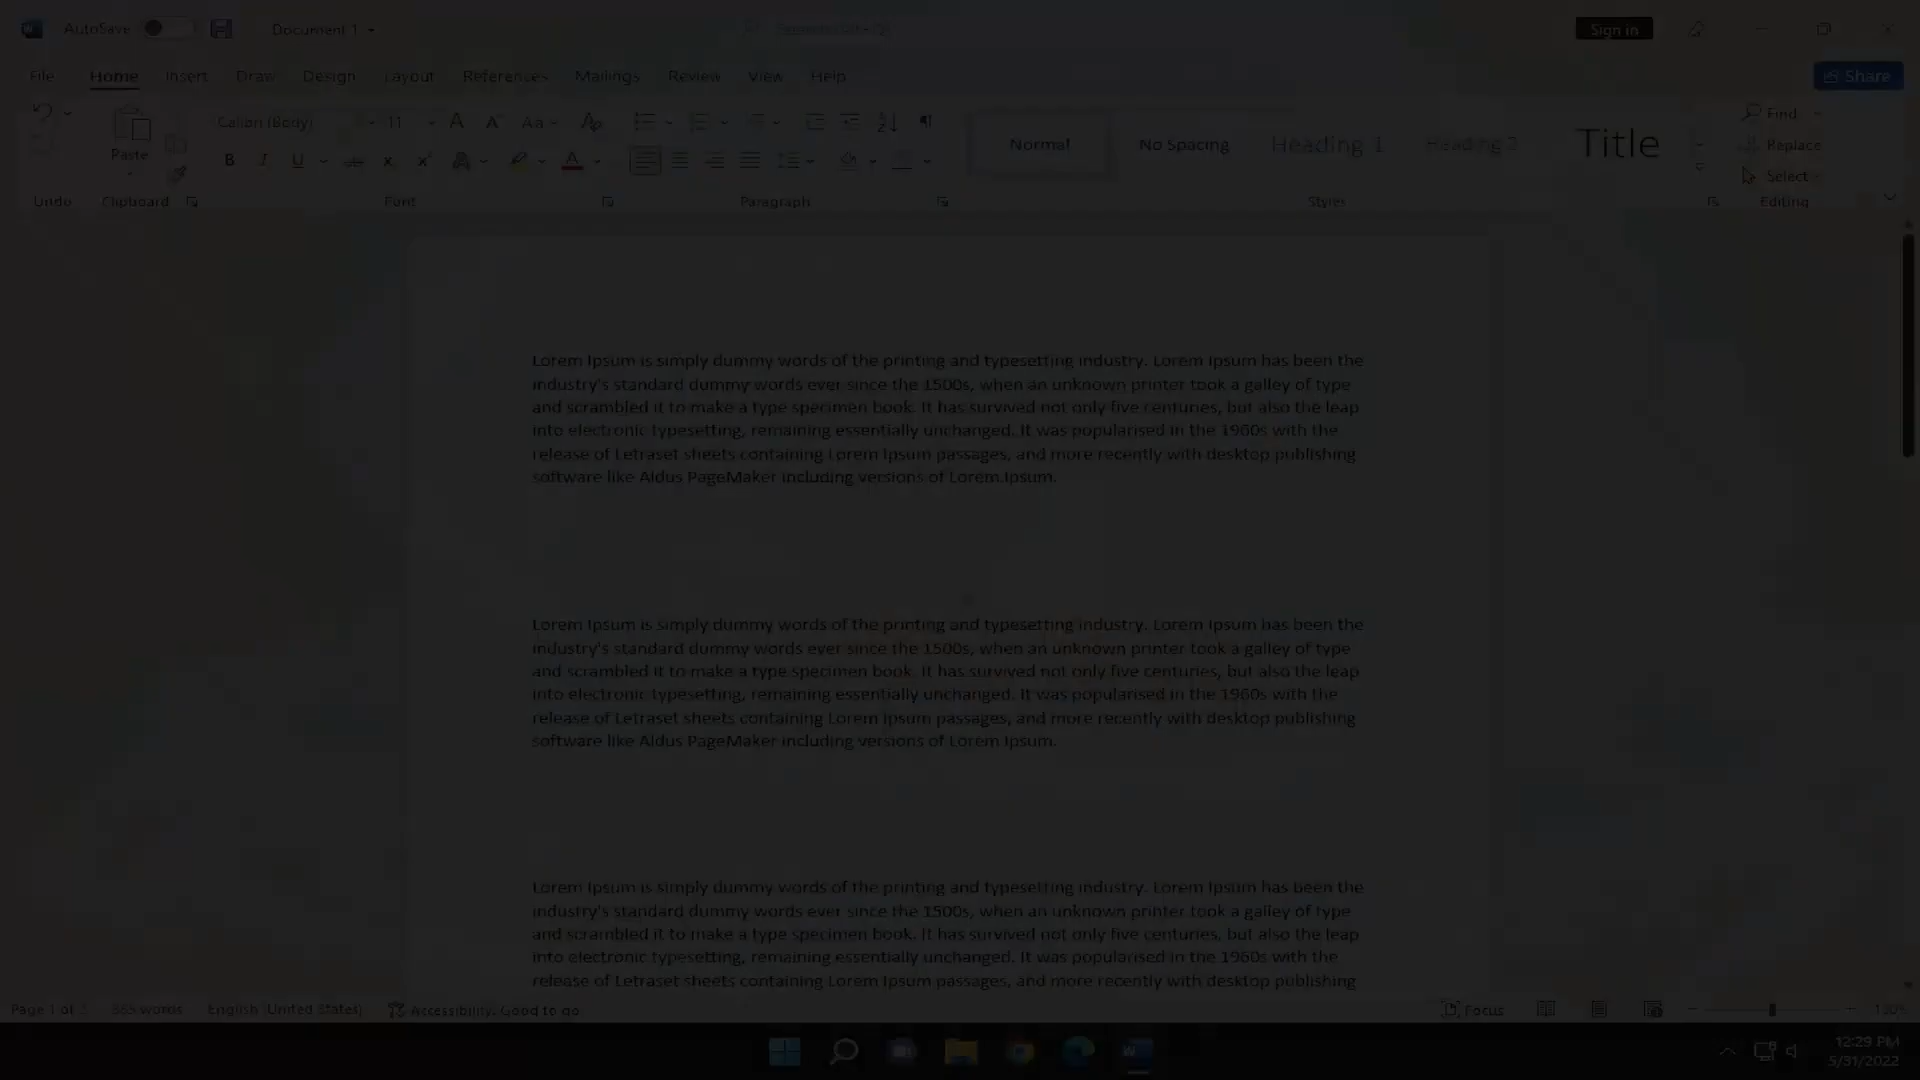 AutoSave
Document 1
Sign in
File Home Insert Draw Design Layout References Mailings Review View Help
Share
Calibri (Body) 11
Paste
Normal
No Spacing
Heading 1
Heading 2
Title
Find
Replace
Select
Undo Clipboard Font Paragraph Styles Editing
Lorem Ipsum is simply dummy words of the printing and typesetting industry. Lorem Ipsum has been the
industry's standard dummy words ever since the 1500s, when an unknown printer took a galley of type
and scrambled it to make a type specimen book. It has survived not only five centuries, but also the leap
into electronic typesetting, remaining essentially unchanged. It was popularised in the 1960s with the
release of Letraset sheets containing Lorem Ipsum passages, and more recently with desktop publishing
software like Aldus PageMaker including versions of Lorem Ipsum.
Lorem Ipsum is simply dummy words of the printing and typesetting industry. Lorem Ipsum has been the
industry's standard dummy words ever since the 1500s, when an unknown printer took a galley of type
and scrambled it to make a type specimen book. It has survived not only five centuries, but also the leap
into electronic typesetting, remaining essentially unchanged. It was popularised in the 1960s with the
release of Letraset sheets containing Lorem Ipsum passages, and more recently with desktop publishing
software like Aldus PageMaker including versions of Lorem Ipsum.
Lorem Ipsum is simply dummy words of the printing and typesetting industry. Lorem Ipsum has been the
industry's standard dummy words ever since the 1500s, when an unknown printer took a galley of type
and scrambled it to make a type specimen book. It has survived not only five centuries, but also the leap
into electronic typesetting, remaining essentially unchanged. It was popularised in the 1960s with the
release of Letraset sheets containing Lorem Ipsum passages, and more recently with desktop publishing
Page 1 of words English (United States) Accessibility: Good to go Focus
12:29 PM
5/31/2022